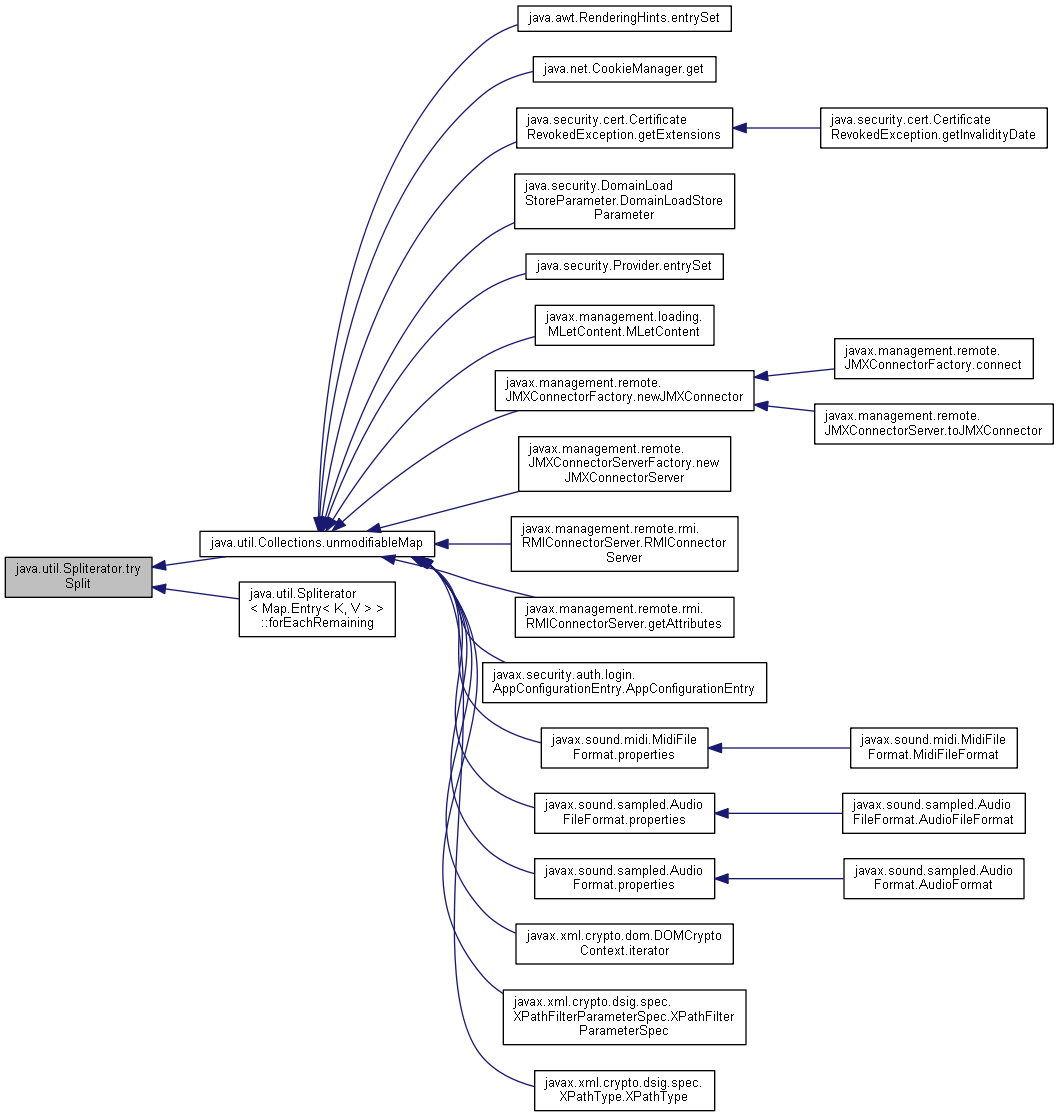 java.awt.RenderingHints.entrySet
java.net.CookieManager.get
java.security.cert.Certificate
RevokedException.getExtensions
java.security.cert.Certificate
RevokedException.getInvalidityDate
java.security.DomainLoad
StoreParameter.DomainLoadStore
Parameter
java.security.Provider.entrySet
javax.management.loading.
MLetContent.MLetContent
javax.management.remote.
JMXConnectorFactory.connect
javax.management.remote.
JMXConnectorFactory.newJMXConnector
javax.management.remote.
JMXConnectorServer.toJMXConnector
javax.management.remote.
JMXConnectorServerFactory.new
JMXConnectorServer
java.util.Collections.unmodifiableMap
javax.management.remote.rmi.
RMIConnectorServer.RMIConnector
Server
java.util.Spliterator.try
Split
java.util.Spliterator
< Map.Entry< K, V > >
::forEachRemaining
javax.management.remote.rmi.
RMIConnectorServer.getAttributes
javax.security.auth.login.
AppConfigurationEntry.AppConfigurationEntry
javax.sound.midi.MidiFile
Format.properties
javax.sound.midi.MidiFile
Format.MidiFileFormat
javax.sound.sampled.Audio
FileFormat.properties
javax.sound.sampled.Audio
FileFormat.AudioFileFormat
javax.sound.sampled.Audio
Format.properties
javax.sound.sampled.Audio
Format.AudioFormat
javax.xml.crypto.dom.DOMCrypto
Context.iterator
javax.xml.crypto.dsig.spec.
XPathFilterParameterSpec.XPathFilter
ParameterSpec
javax.xml.crypto.dsig.spec.
XPathType.XPathType